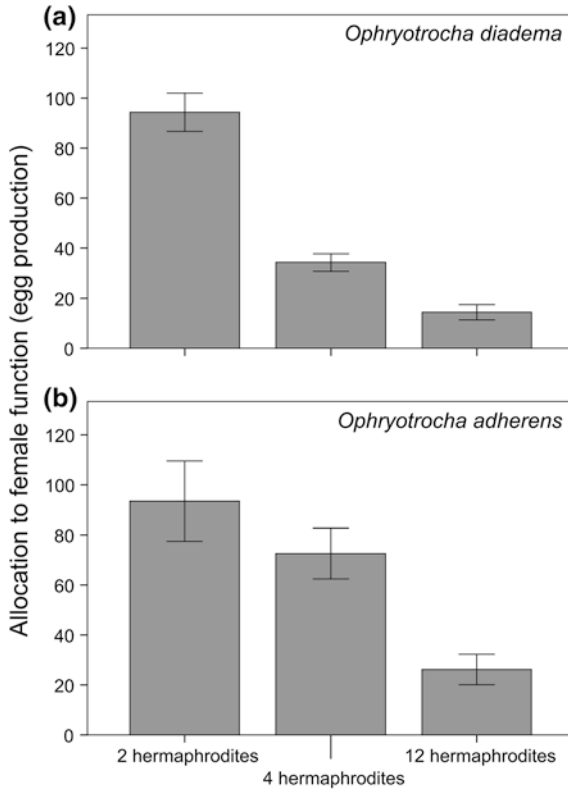 (a)
Ophryotrocha diadema
120
100
80
60
40
20
0
Allocation to female function (egg production)
(b)
Ophryotrocha adherens
120
100
80
60
40
20
0
2 hermaphrodites
4 hermaphrodites
12 hermaphrodites